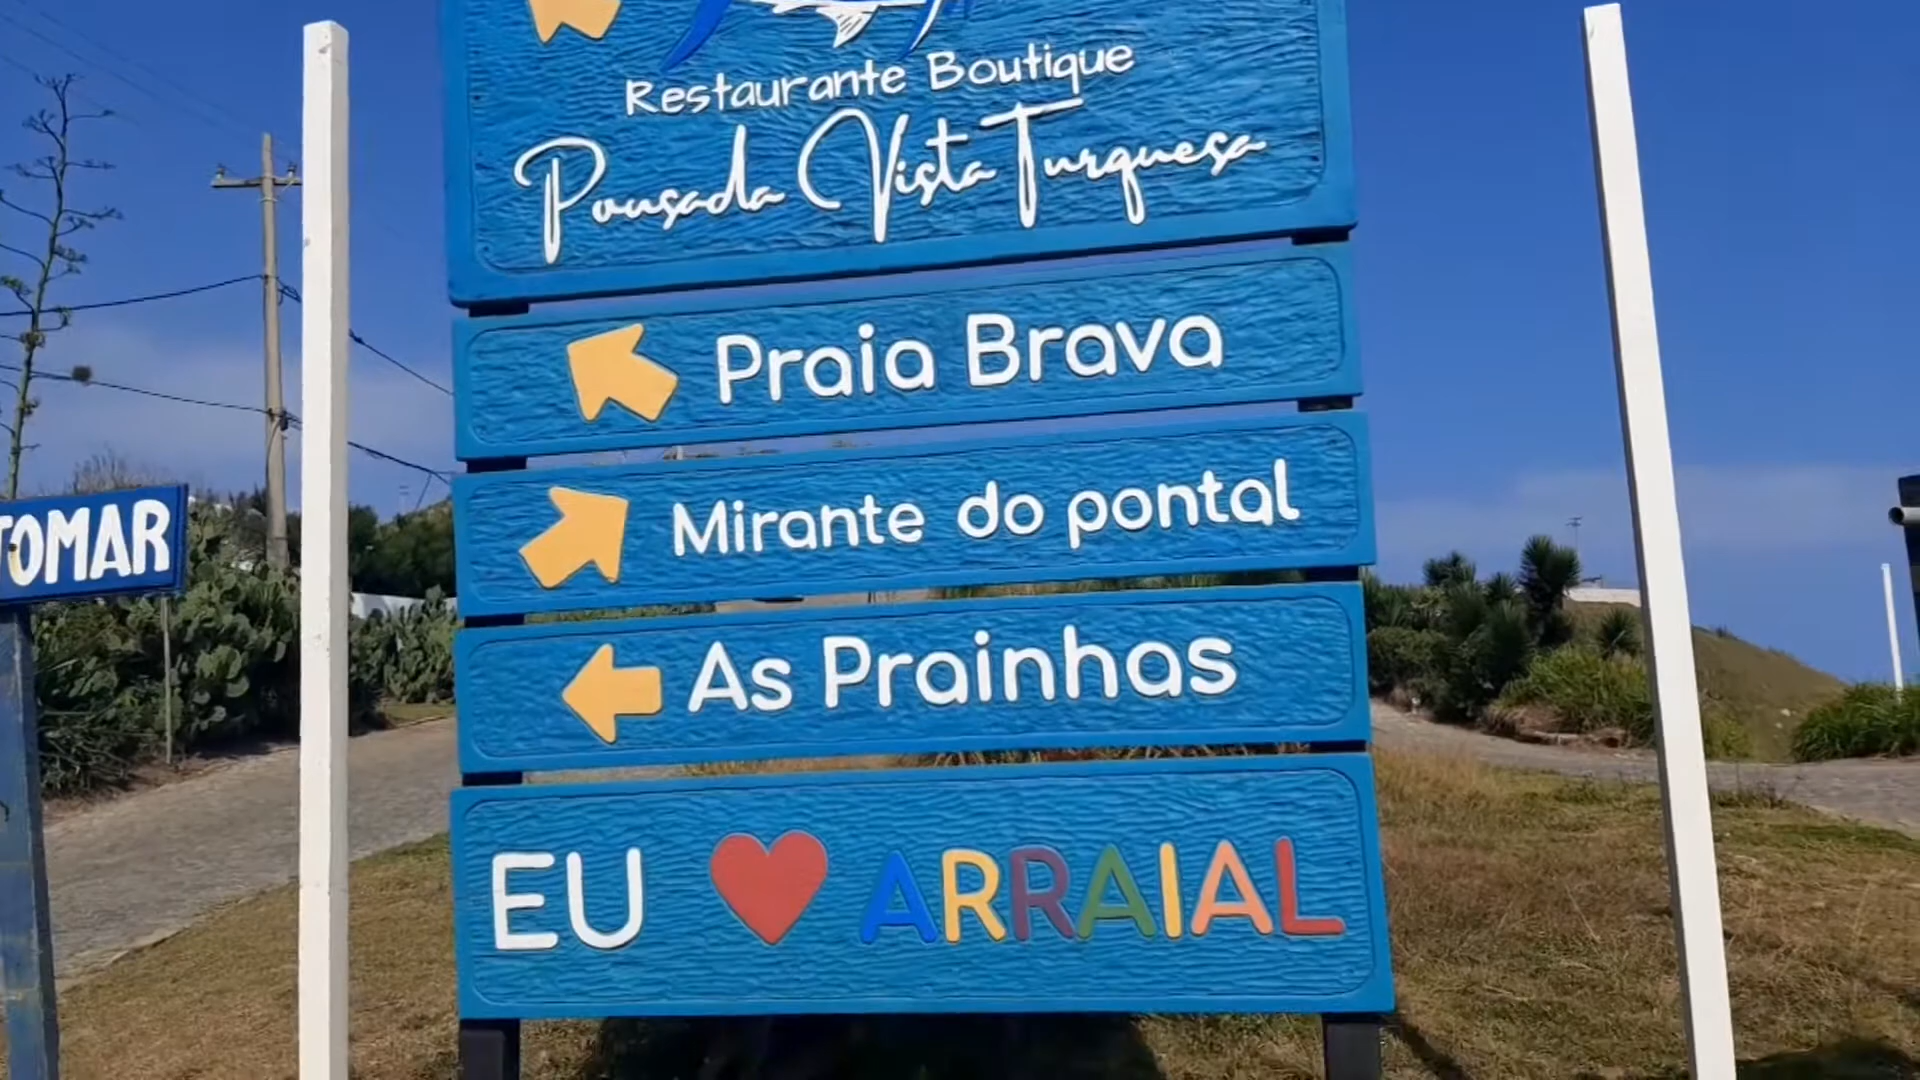 Restaurante Boutique
Pousada Vista Turquesa
Praia Brava
Mirante do pontal
As Prainhas
EU ❤ ARRAIAL
TOMAR